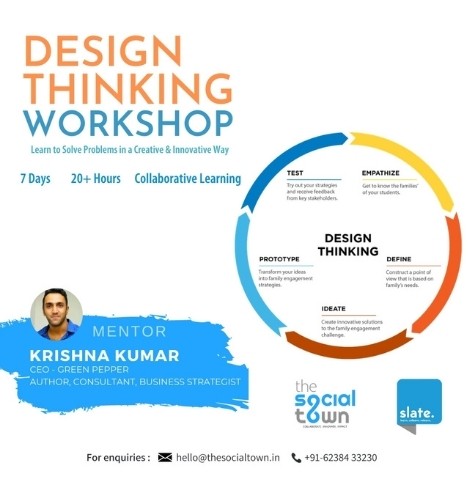 DESIGN
THINKING
WORKSHOP
Learn to Solve Problems in a Creative & Innovative Way
7 Days 20+ Hours Collaborative Learning
TEST
Try out your strategies
and receive feedback
from key stakeholders.
EMPATHIZE
Get to know the families'
of your students.
DESIGN
THINKING
PROTOTYPE
Transform your ideas
into family engagement
strategies.
DEFINE
Construct a point of
view that is based on
family's needs.
IDEATE
Create innovative solutions
to the family engagement
challenge.
MENTOR
KRISHNA KUMAR
CEO - GREEN PEPPER
AUTHOR, CONSULTANT, BUSINESS STRATEGIST
the
social
town
slate.
For enquiries : hello@thesocialtown.in +91-62384 33230